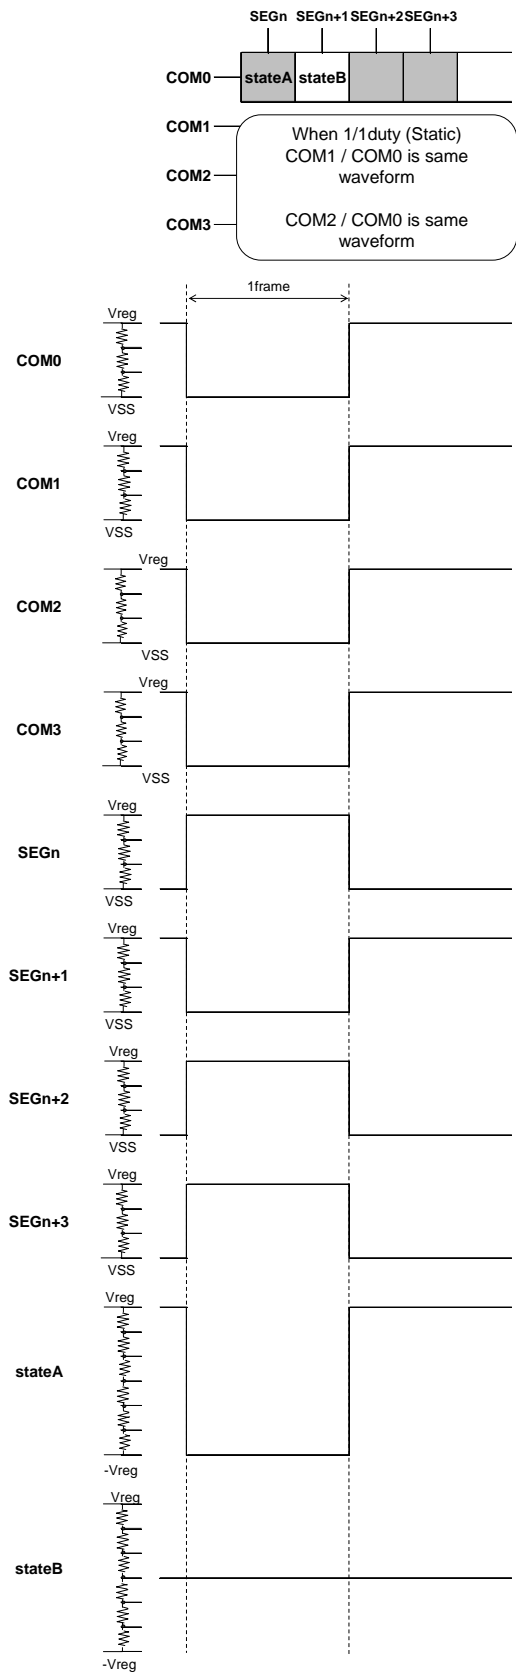 SEGn SEGn+1 SEGn+2 SEGn+3
COM0 stateA stateB
COM1
COM2
COM3
When 1/1duty (Static)
COM1 / COM0 is same
waveform
COM2 / COM0 is same
waveform
1frame
Vreg
COM0
VSS
Vreg
COM1
VSS
Vreg
COM2
VSS
Vreg
COM3
VSS
Vreg
SEGn
VSS
Vreg
SEGn+1
VSS
Vreg
SEGn+2
VSS
Vreg
SEGn+3
VSS
Vreg
stateA
-Vreg
Vreg
stateB
-Vreg